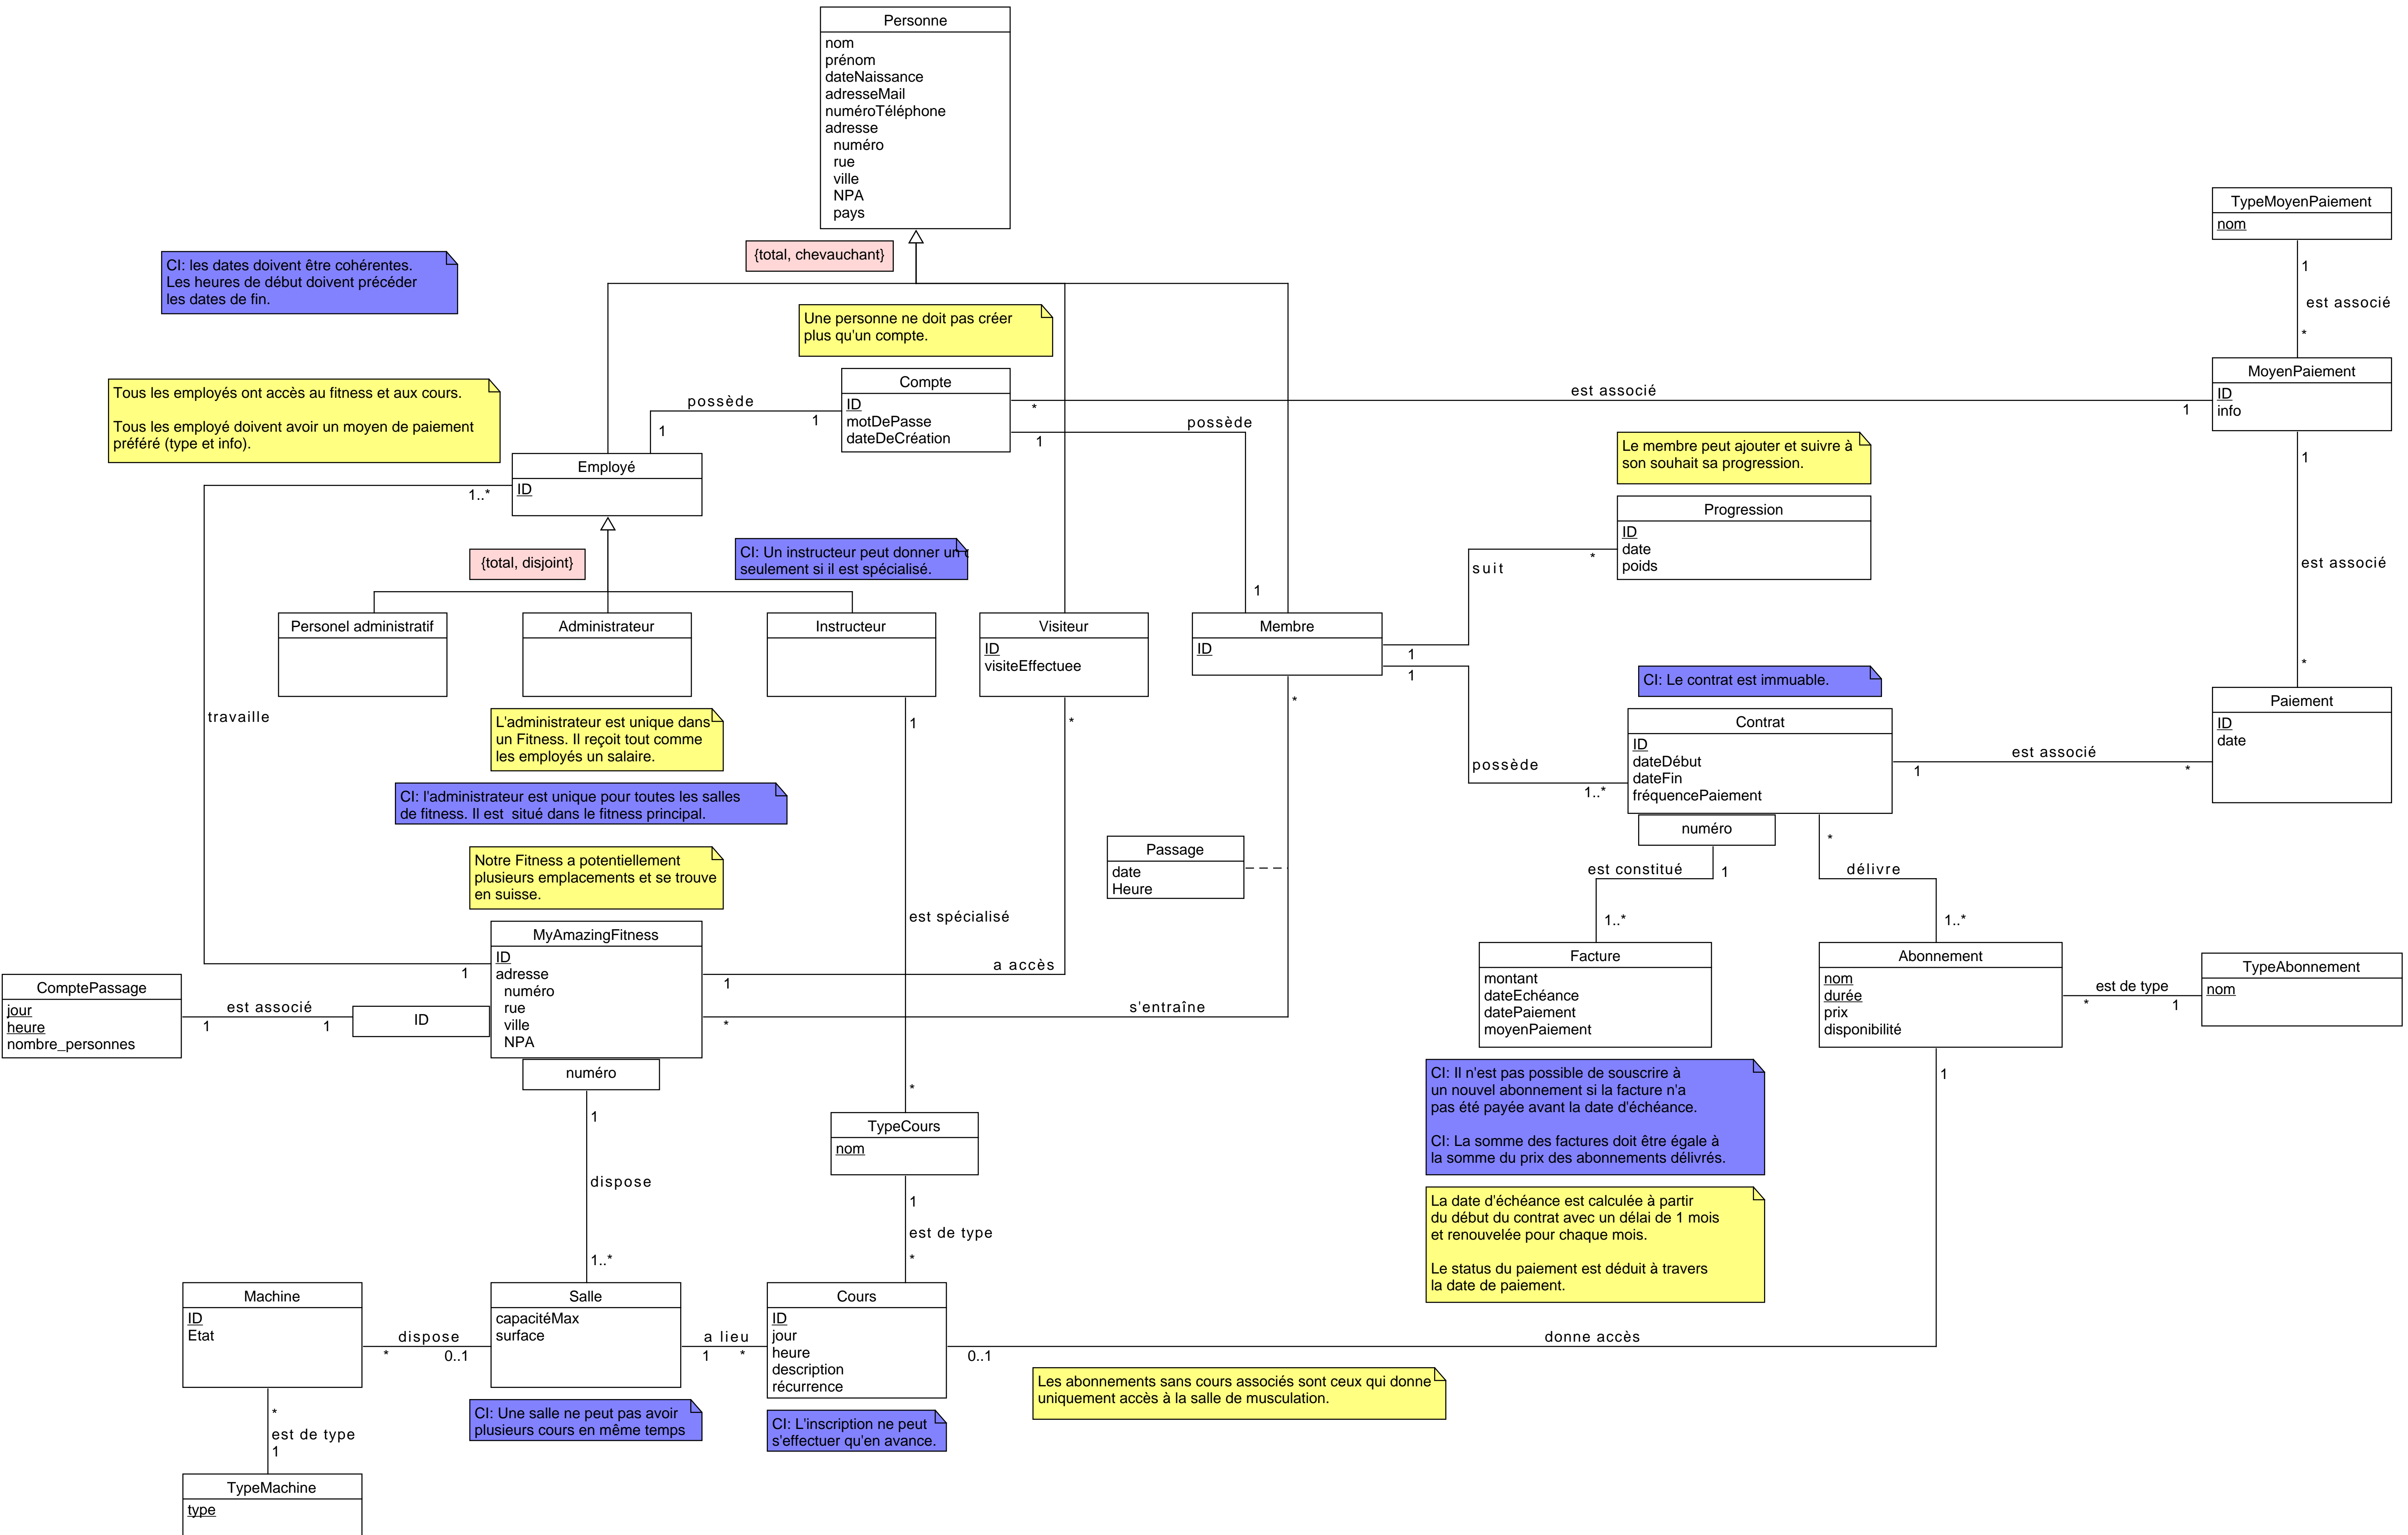 Personne
nom
prénom
dateNaissance
adresseMail
numéroTéléphone
adresse
numéro
rue
ville
NPA
pays
{total, chevauchant}
CI: les dates doivent être cohérentes.
Les heures de début doivent précéder
les dates de fin.
Une personne ne doit pas créer
plus qu'un compte.
TypeMoyenPaiement
nom
1
est associé
*
MoyenPaiement
ID
info
Tous les employés ont accès au fitness et aux cours.
Tous les employé doivent avoir un moyen de paiement
préféré (type et info).
Compte
ID
motDePasse
dateDeCréation
possède
1
1
*
est associé
1
possède
1
1
Employé
ID
1..*
travaille
1
{total, disjoint}
CI: Un instructeur peut donner un
seulement si il est spécialisé.
Le membre peut ajouter et suivre à
son souhait sa progression.
Progression
ID
date
poids
suit
*
1
1
est associé
*
Personel administratif
Administrateur
Instructeur
Visiteur
ID
visiteEffectuee
Membre
ID
1
possède
1..*
CI: Le contrat est immuable.
Contrat
ID
dateDébut
dateFin
fréquencePaiement
numéro
1
est associé
*
Paiement
ID
date
L'administrateur est unique dans
un Fitness. Il reçoit tout comme
les employés un salaire.
CI: l'administrateur est unique pour toutes les salles
de fitness. Il est  situé dans le fitness principal.
Notre Fitness a potentiellement
plusieurs emplacements et se trouve
en suisse.
1
est spécialisé
*
*
a accès
1
*
s'entraîne
*
Passage
date
Heure
est constitué
1
1..*
*
délivre
1..*
MyAmazingFitness
ID
adresse
numéro
rue
ville
NPA
numéro
ComptePassage
jour
heure
nombre_personnes
est associé
1
1
ID
Facture
montant
dateEchéance
datePaiement
moyenPaiement
Abonnement
nom
durée
prix
disponibilité
est de type
*
1
TypeAbonnement
nom
CI: Il n'est pas possible de souscrire à
un nouvel abonnement si la facture n'a
pas été payée avant la date d'échéance.
CI: La somme des factures doit être égale à
la somme du prix des abonnements délivrés.
La date d'échéance est calculée à partir
du début du contrat avec un délai de 1 mois
et renouvelée pour chaque mois.
Le status du paiement est déduit à travers
la date de paiement.
1
dispose
1..*
TypeCours
nom
1
est de type
*
Machine
ID
Etat
dispose
*
0..1
Salle
capacitéMax
surface
a lieu
1
*
Cours
ID
jour
heure
description
récurrence
0..1
donne accès
1
Les abonnements sans cours associés sont ceux qui donne
uniquement accès à la salle de musculation.
CI: Une salle ne peut pas avoir
plusieurs cours en même temps
CI: L'inscription ne peut
s'effectuer qu'en avance.
*
est de type
1
TypeMachine
type